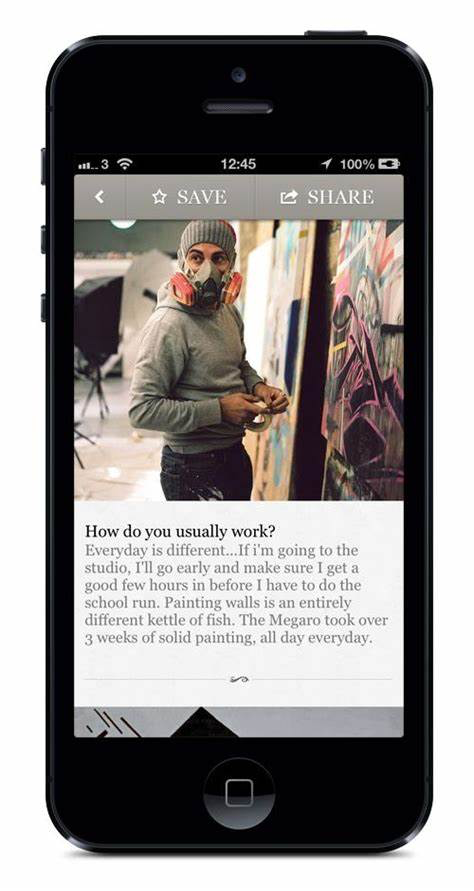 3 12:45 100%
SAVE SHARE
How do you usually work?
Everyday is different...If i'm going to the
studio, I'll go early and make sure I get a
good few hours in before I have to do the
school run. Painting walls is an entirely
different kettle of fish. The Megaro took over
3 weeks of solid painting, all day everyday.